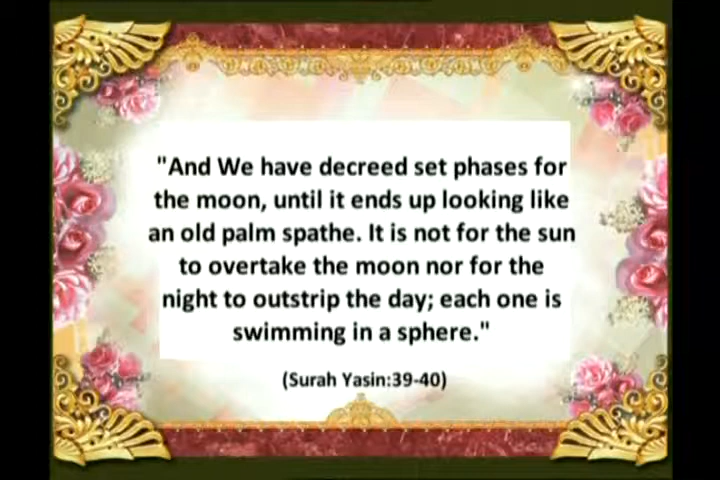 "And We have decreed set phases for
the moon, until it ends up looking like
an old palm spathe. It is not for the sun
to overtake the moon nor for the
night to outstrip the day; each one is
swimming in a sphere."
(Surah Yasin:39-40)